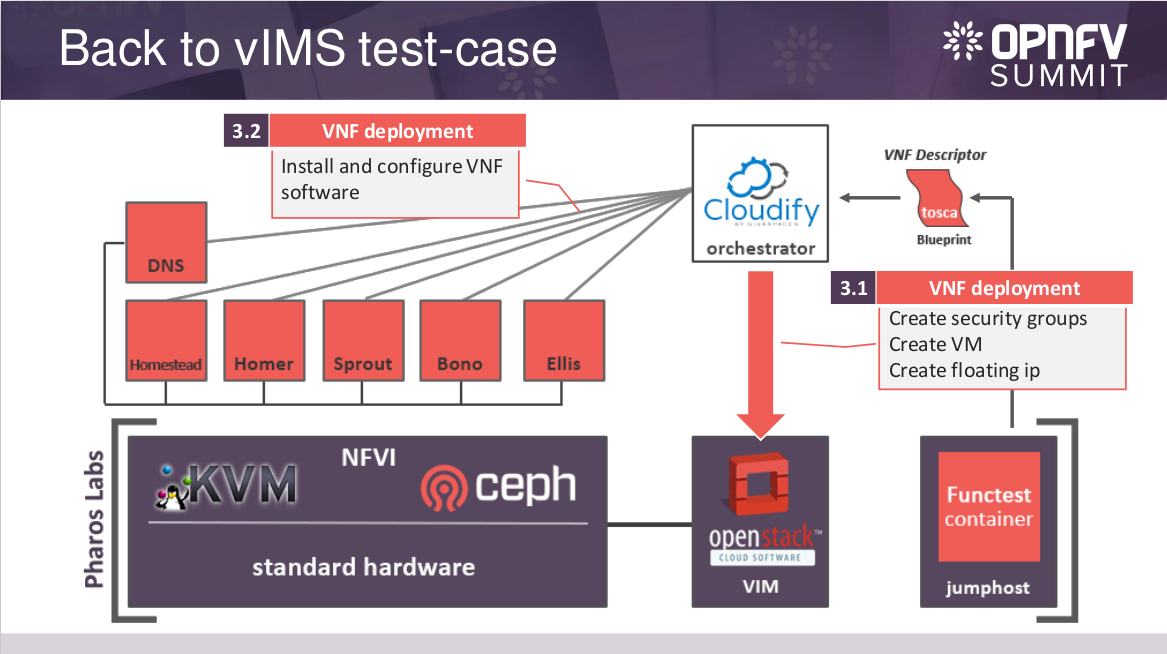 Back to vIMS test-case
OPNFV
SUMMIT
3.2
VNF deployment
Install and configure VNF
software
Cloudify
BY GIGASPACES
orchestrator
VNF Descriptor
tosca
Blueprint
3.1
VNF deployment
Create security groups
Create VM
Create floating ip
DNS
Homestead
Homer
Sprout
Bono
Ellis
Pharos Labs
NFVI
KVM
ceph
standard hardware
openstack™
CLOUD SOFTWARE
VIM
Functest
container
jumphost